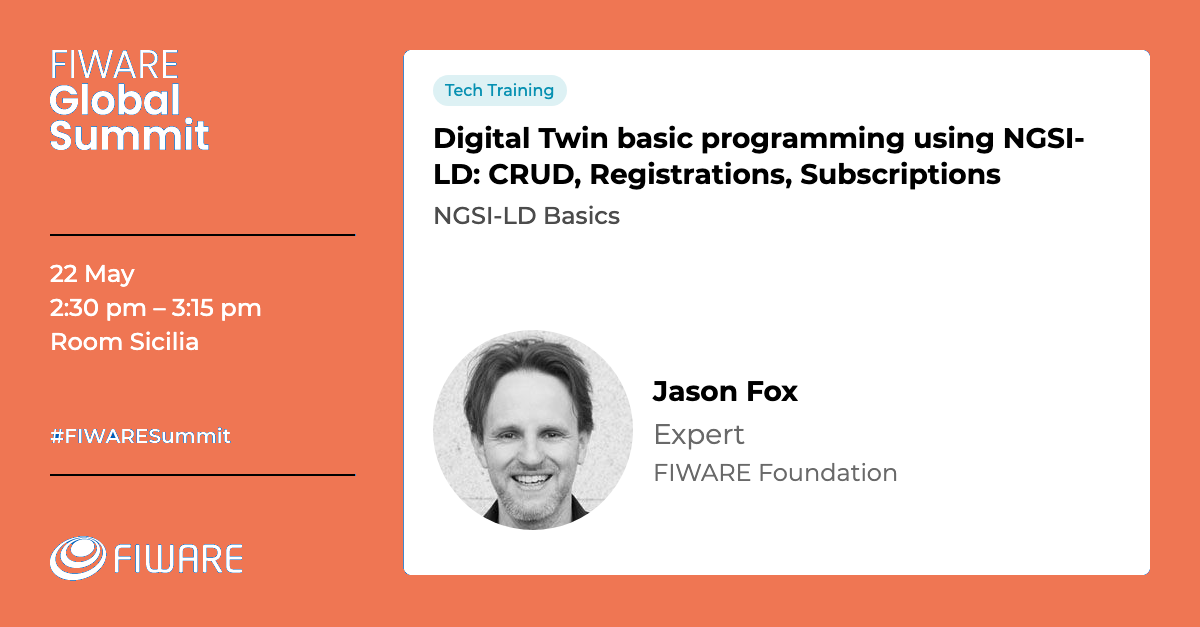 FIWARE
Global
Summit
22 May
2:30 pm – 3:15 pm
Room Sicilia
#FIWARESummit
FIWARE
Tech Training
Digital Twin basic programming using NGSI-
LD: CRUD, Registrations, Subscriptions
NGSI-LD Basics
Jason Fox
Expert
FIWARE Foundation